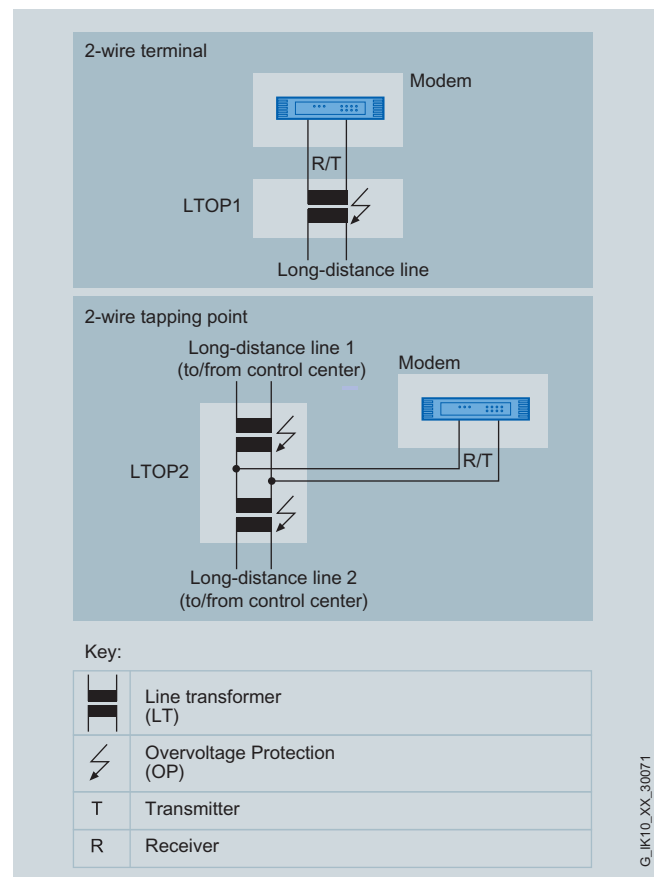 2-wire terminal
Modem
R/T
LTOP1
Long-distance line
2-wire tapping point
Long-distance line 1
(to/from control center)
Modem
R/T
LTOP2
Long-distance line 2
(to/from control center)
Key:
Line transformer
(LT)
Overvoltage Protection
(OP)
T Transmitter
R Receiver
G_IK10_XX_30071